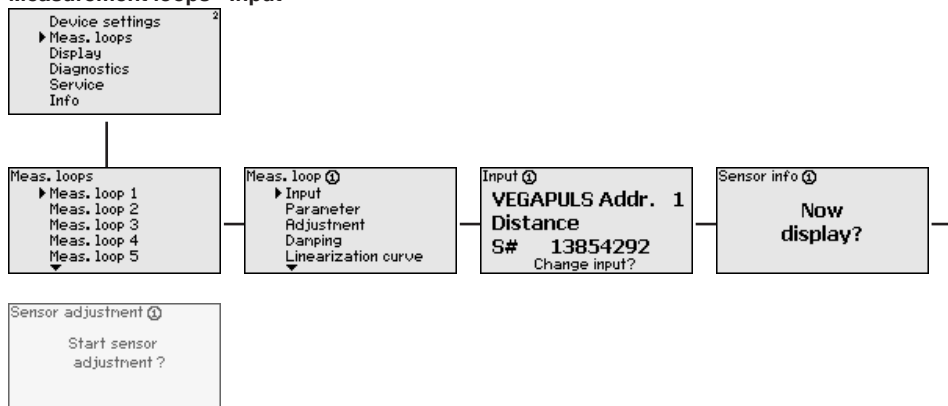 Measurement loops - Input
Device settings 2
Meas. loops
Display
Diagnostics
Service
Info
Meas. loops
Meas. loop 1
Meas. loop 2
Meas. loop 3
Meas. loop 4
Meas. loop 5
Meas. loop ①
Input
Parameter
Adjustment
Damping
Linearization curve
Input ①
VEGAPULS Addr. 1
Distance
S# 13854292
Change input?
Sensor info ①
Now
display?
Sensor adjustment ①
Start sensor
adjustment ?